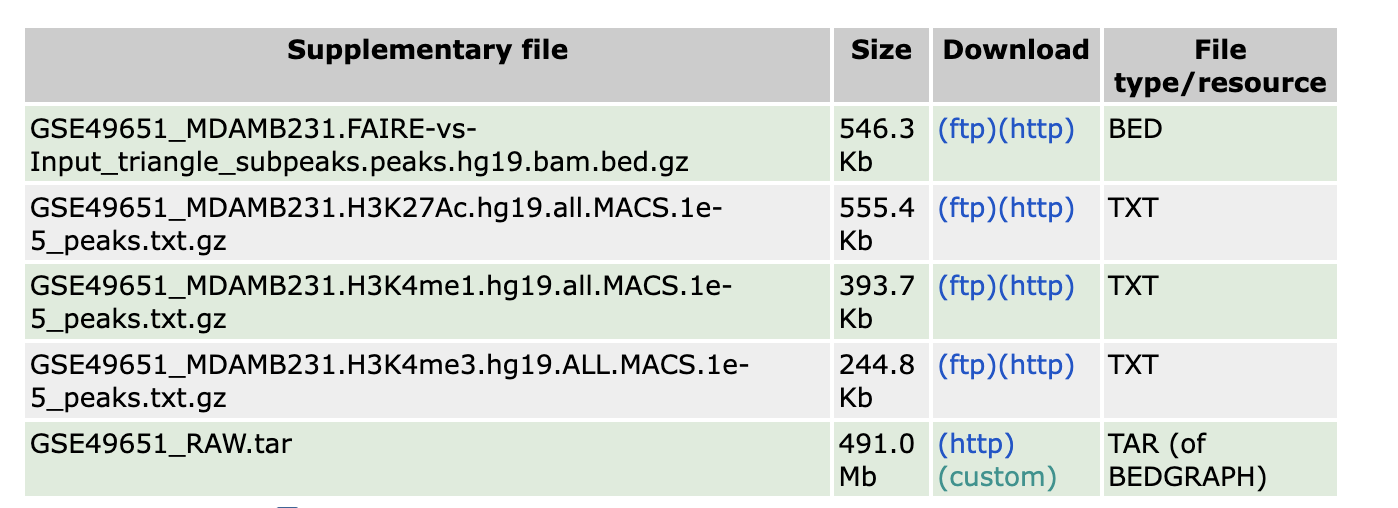 Supplementary file Size Download File
type/resource
GSE49651_MDAMB231.FAIRE-vs- 546.3 (ftp)(http) BED
Input_triangle_subpeaks.peaks.hg19.bam.bed.gz Kb
GSE49651_MDAMB231.H3K27Ac.hg19.all.MACS.1e- 555.4 (ftp)(http) TXT
5_peaks.txt.gz Kb
GSE49651_MDAMB231.H3K4me1.hg19.all.MACS.1e- 393.7 (ftp)(http) TXT
5_peaks.txt.gz Kb
GSE49651_MDAMB231.H3K4me3.hg19.ALL.MACS.1e- 244.8 (ftp)(http) TXT
5_peaks.txt.gz Kb
GSE49651_RAW.tar 491.0 (http) TAR (of
Mb (custom) BEDGRAPH)